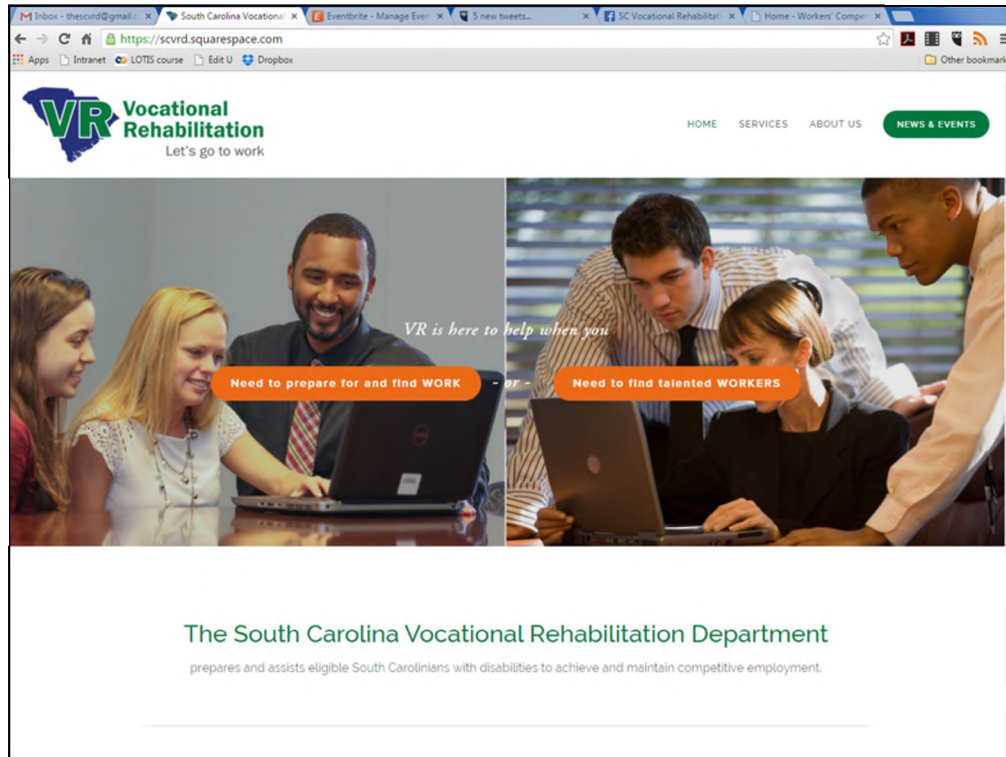 Inbox - thescvrd@gmail.c
South Carolina Vocational
Eventbrite - Manage Even
5 new tweets...
SC Vocational Rehabilitati
Home - Workers' Compen
https://scvrd.squarespace.com
Apps
Intranet
LOTIS course
Edit U
Dropbox
Other bookmark
VR Vocational
Rehabilitation
Let's go to work
HOME
SERVICES
ABOUT US
NEWS & EVENTS
VR is here to help when you
Need to prepare for and find WORK
- or -
Need to find talented WORKERS
The South Carolina Vocational Rehabilitation Department
prepares and assists eligible South Carolinians with disabilities to achieve and maintain competitive employment.